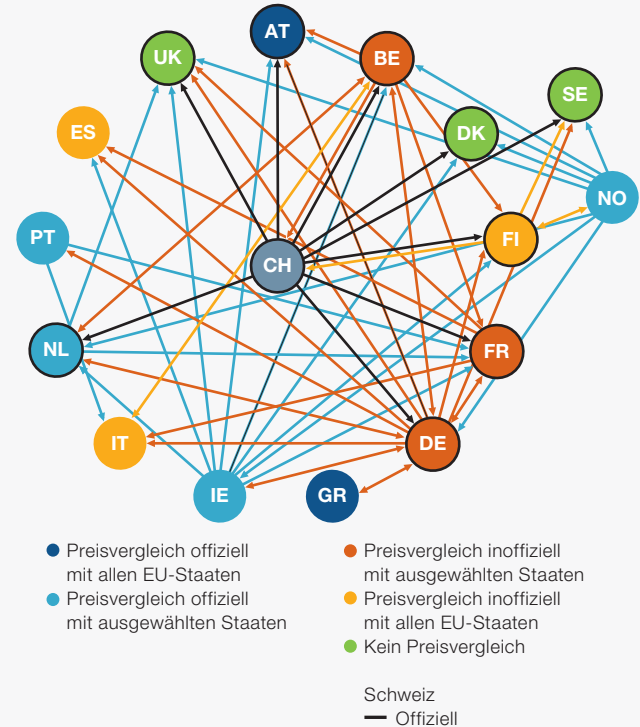 AT
UK
BE
SE
ES
DK
NO
PT
FI
CH
NL
FR
IT
DE
IE
GR
Preisvergleich offiziell
mit allen EU-Staaten
Preisvergleich offiziell
mit ausgewählten Staaten
Preisvergleich inoffiziell
mit ausgewählten Staaten
Preisvergleich inoffiziell
mit allen EU-Staaten
Kein Preisvergleich
Schweiz
Offiziell